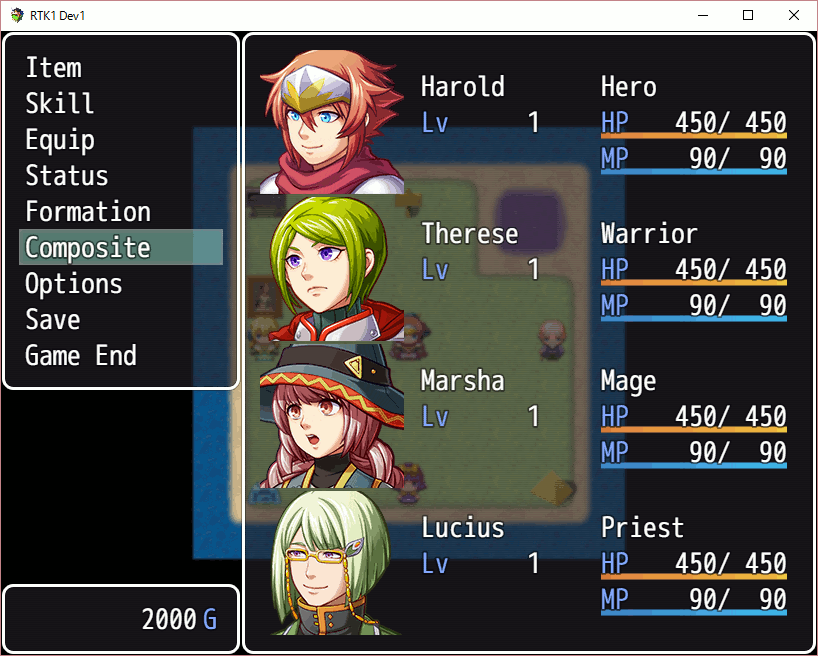 RTK1 Dev1
Item
Skill
Equip
Status
Formation
Composite
Options
Save
Game End
2000 G
Harold Hero
Lv 1 HP 450/ 450
MP 90/ 90
Therese Warrior
Lv 1 HP 450/ 450
MP 90/ 90
Marsha Mage
Lv 1 HP 450/ 450
MP 90/ 90
Lucius Priest
Lv 1 HP 450/ 450
MP 90/ 90